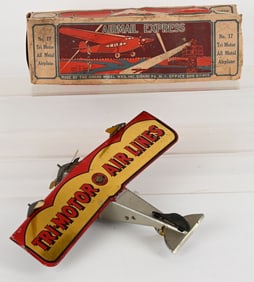 AIRMAIL EXPRESS
No. 17
Tri Motor
All Metal
Airplane
No. 17
Tri Motor
All Metal
Airplane
TRI-MOTOR AIR LINES